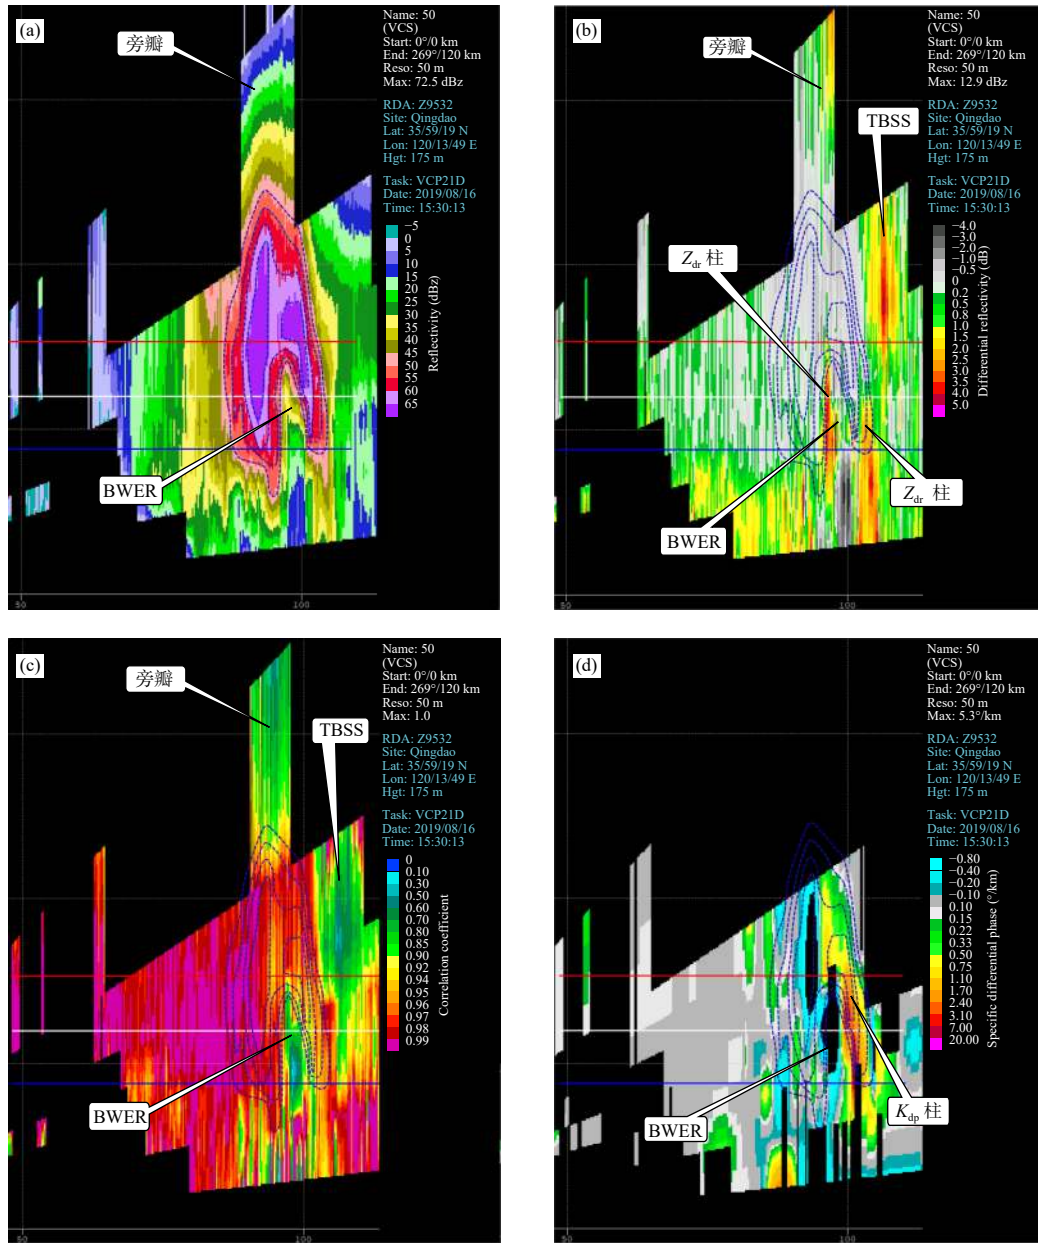 (a)
旁瓣
BWER
50
100
Name: 50
(VCS)
Start: 0°/0 km
End: 269°/120 km
Reso: 50 m
Max: 72.5 dBz
RDA: Z9532
Site: Qingdao
Lat: 35/59/19 N
Lon: 120/13/49 E
Hgt: 175 m
Task: VCP21D
Date: 2019/08/16
Time: 15:30:13
−5
0
5
10
15
20
25
30
35
40
45
50
55
60
65
Reflectivity (dBz)
(b)
旁瓣
TBSS
Zdr 柱
Zdr 柱
BWER
50
100
Name: 50
(VCS)
Start: 0°/0 km
End: 269°/120 km
Reso: 50 m
Max: 12.9 dBz
RDA: Z9532
Site: Qingdao
Lat: 35/59/19 N
Lon: 120/13/49 E
Hgt: 175 m
Task: VCP21D
Date: 2019/08/16
Time: 15:30:13
−4.0
−3.0
−2.0
−1.0
−0.5
0
0.2
0.5
0.8
1.0
1.5
2.0
2.5
3.0
3.5
4.0
5.0
Differential reflectivity (dB)
(c)
旁瓣
TBSS
BWER
50
100
Name: 50
(VCS)
Start: 0°/0 km
End: 269°/120 km
Reso: 50 m
Max: 1.0
RDA: Z9532
Site: Qingdao
Lat: 35/59/19 N
Lon: 120/13/49 E
Hgt: 175 m
Task: VCP21D
Date: 2019/08/16
Time: 15:30:13
0
0.10
0.30
0.50
0.60
0.70
0.80
0.85
0.90
0.92
0.94
0.95
0.96
0.97
0.98
0.99
Correlation coefficient
(d)
BWER
Kdp 柱
50
100
Name: 50
(VCS)
Start: 0°/0 km
End: 269°/120 km
Reso: 50 m
Max: 5.3°/km
RDA: Z9532
Site: Qingdao
Lat: 35/59/19 N
Lon: 120/13/49 E
Hgt: 175 m
Task: VCP21D
Date: 2019/08/16
Time: 15:30:13
−0.80
−0.40
−0.20
−0.10
0.10
0.15
0.22
0.33
0.50
0.75
1.10
1.70
2.40
3.10
7.00
20.00
Specific differential phase (°/km)